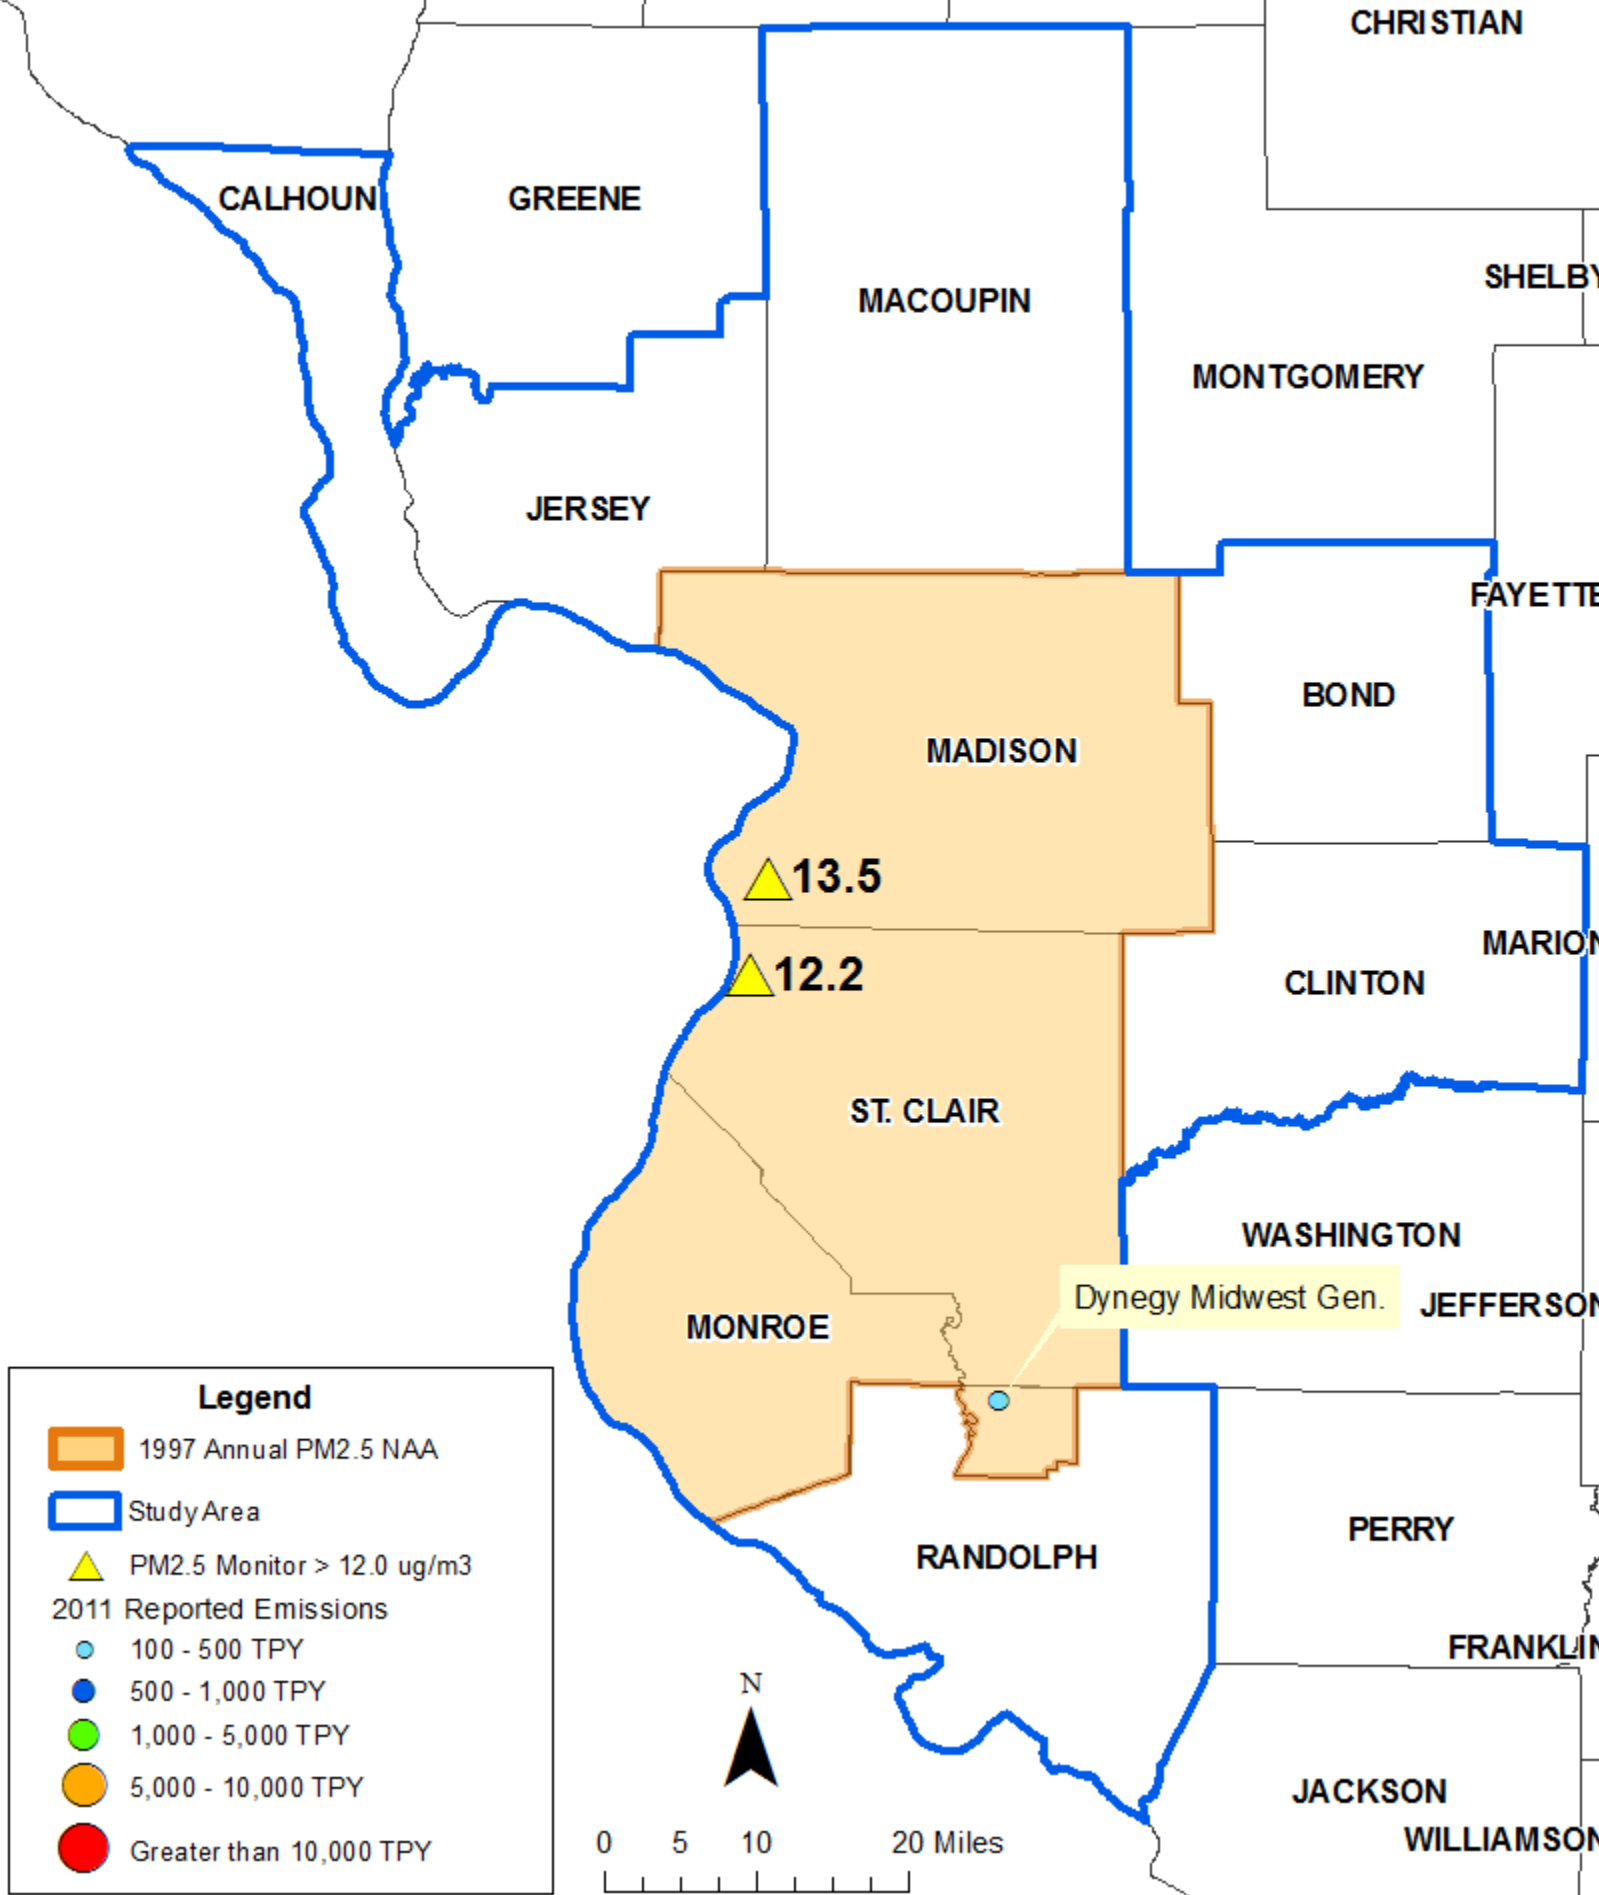 CHRISTIAN
CALHOUN
GREENE
SHELBY
MACOUPIN
MONTGOMERY
JERSEY
FAYETTE
BOND
MADISON
13.5
MARION
12.2
CLINTON
ST. CLAIR
WASHINGTON
Dynegy Midwest Gen.
JEFFERSON
MONROE
Legend
1997 Annual PM2.5 NAA
Study Area
PM2.5 Monitor > 12.0 ug/m3
2011 Reported Emissions
100 - 500 TPY
500 - 1,000 TPY
1,000 - 5,000 TPY
5,000 - 10,000 TPY
Greater than 10,000 TPY
PERRY
RANDOLPH
FRANKLIN
N
JACKSON
WILLIAMSON
0 5 10 20 Miles